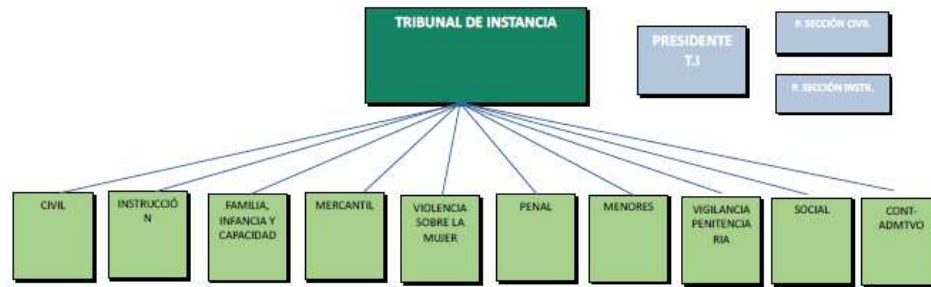 TRIBUNAL DE INSTANCIA
PRESIDENTE
T.I
P. SECCIÓN CIVIL
P. SECCIÓN INSTR.
CIVIL
INSTRUCCIÓ
N
FAMILIA,
INFANCIA Y
CAPACIDAD
MERCANTIL
VIOLENCIA
SOBRE LA
MUJER
PENAL
MENORES
VIGILANCIA
PENITENCIA
RIA
SOCIAL
CONT-
ADMTVO